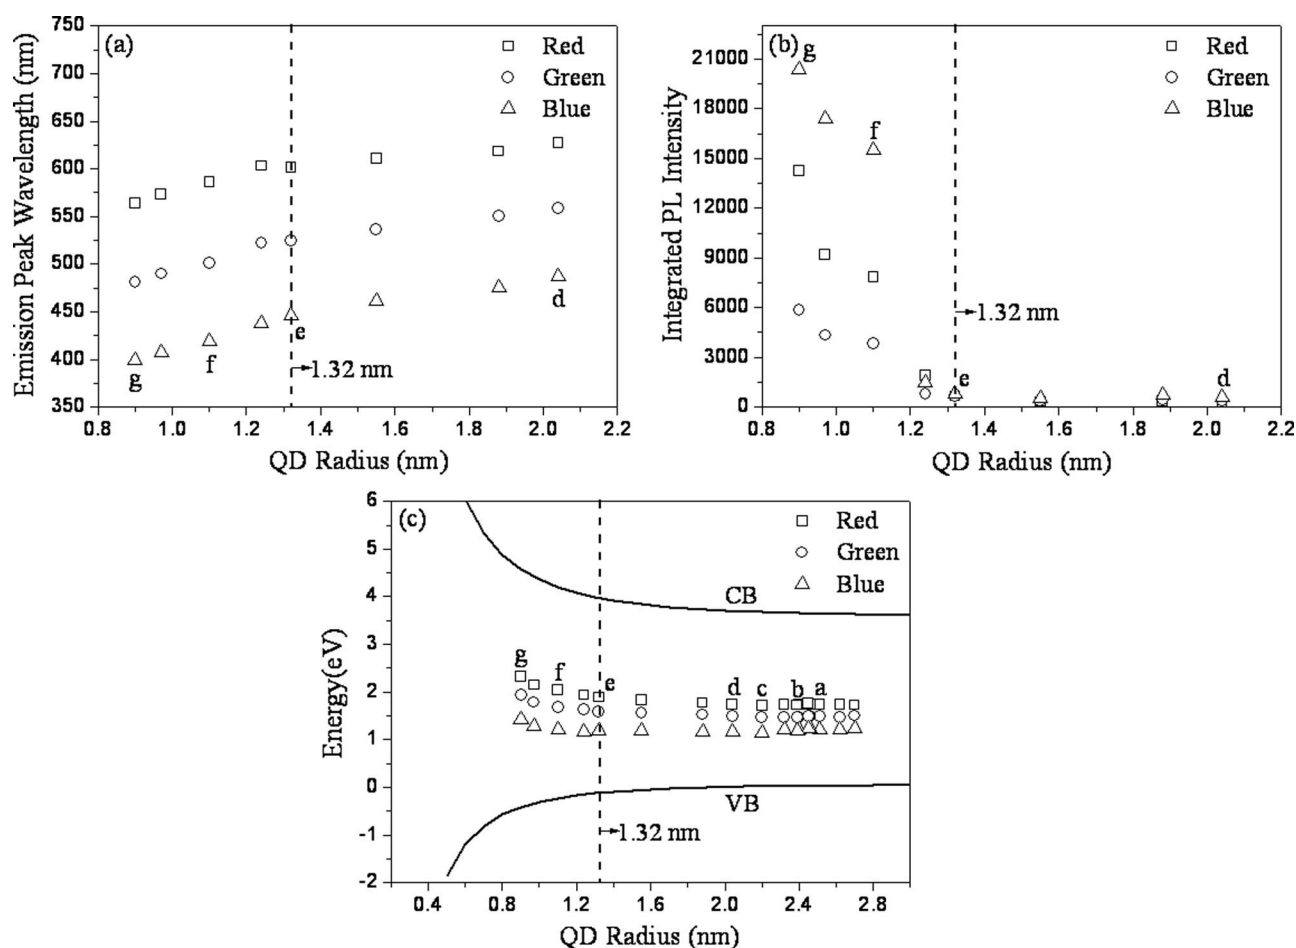 (a)
Red
Green
Blue
750
700
650
600
550
500
450
400
350
Emission Peak Wavelength (nm)
g
f
e
d
1.32 nm
0.8 1.0 1.2 1.4 1.6 1.8 2.0 2.2
QD Radius (nm)
(b)
g
f
e
d
Red
Green
Blue
21000
18000
15000
12000
9000
6000
3000
0
Integrated PL Intensity
1.32 nm
0.8 1.0 1.2 1.4 1.6 1.8 2.0 2.2
QD Radius (nm)
(c)
Red
Green
Blue
6
5
4
3
2
1
0
-1
-2
Energy(eV)
CB
g
f
e
d c b a
VB
1.32 nm
0.4 0.8 1.2 1.6 2.0 2.4 2.8
QD Radius (nm)